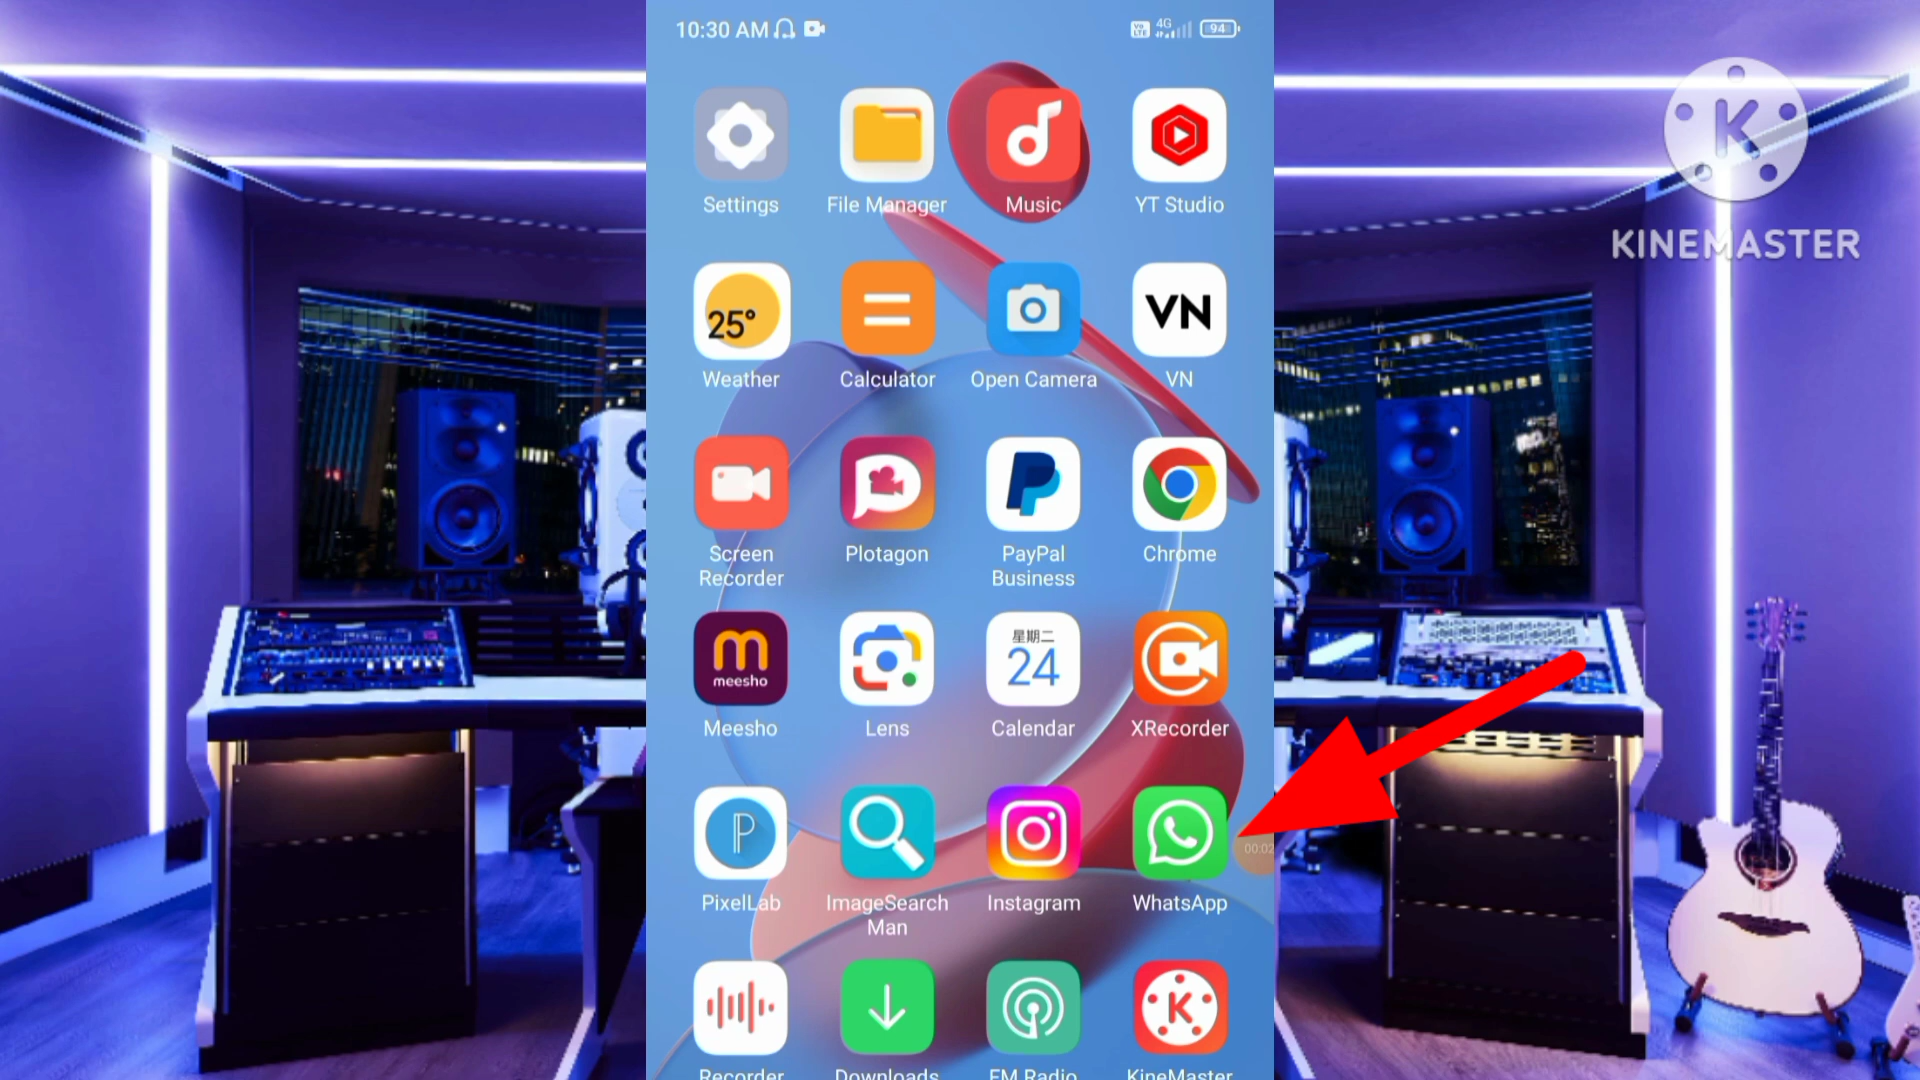 10:30 AM
VO LTE 4G 94
K
KINEMASTER
Settings
File Manager
Music
YT Studio
25°
VN
Weather
Calculator
Open Camera
VN
Screen
Recorder
Plotagon
PayPal
Business
Chrome
meesho
星期二
24
Meesho
Lens
Calendar
XRecorder
P
00:02
PixelLab
ImageSearch
Man
Instagram
WhatsApp
K
Recorder
Downloads
FM Radio
KineMaster